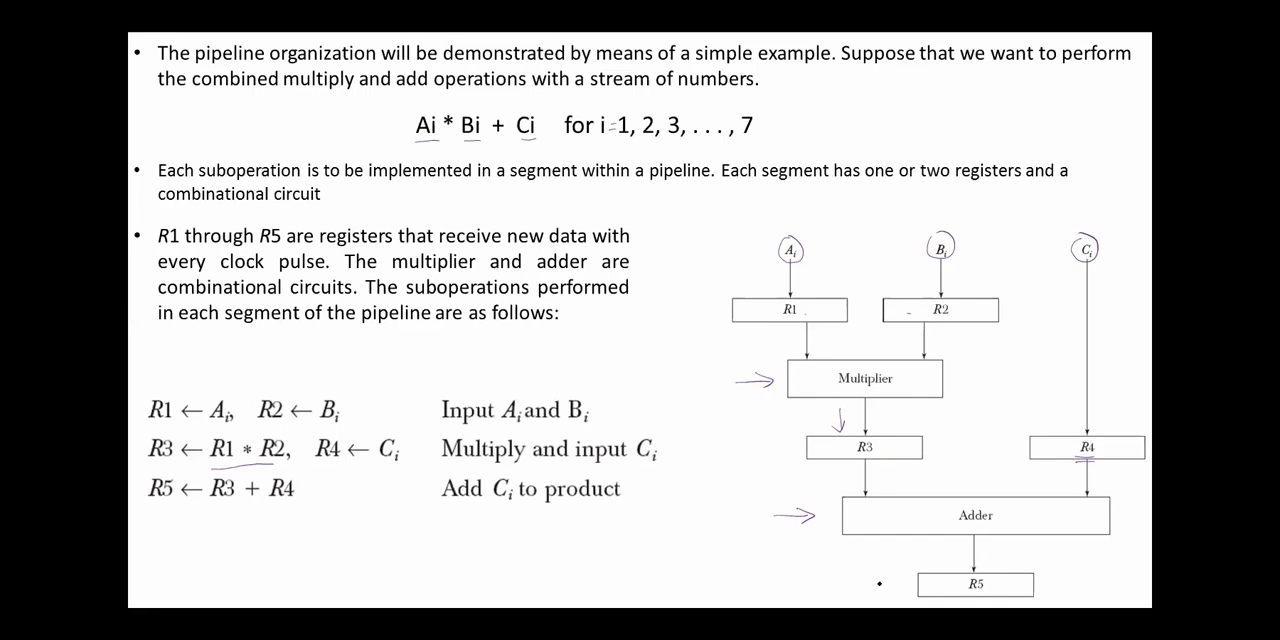 • The pipeline organization will be demonstrated by means of a simple example. Suppose that we want to perform
the combined multiply and add operations with a stream of numbers.
Ai * Bi + Ci for i=1, 2, 3, . . . , 7
• Each suboperation is to be implemented in a segment within a pipeline. Each segment has one or two registers and a
combinational circuit
• R1 through R5 are registers that receive new data with
every clock pulse. The multiplier and adder are
combinational circuits. The suboperations performed
in each segment of the pipeline are as follows:
R1 ← Ai, R2 ← Bi Input Ai and Bi
R3 ← R1 * R2, R4 ← Ci Multiply and input Ci
R5 ← R3 + R4 Add Ci to product
Ai Bi Ci
R1 R2
Multiplier
R3 R4
Adder
R5